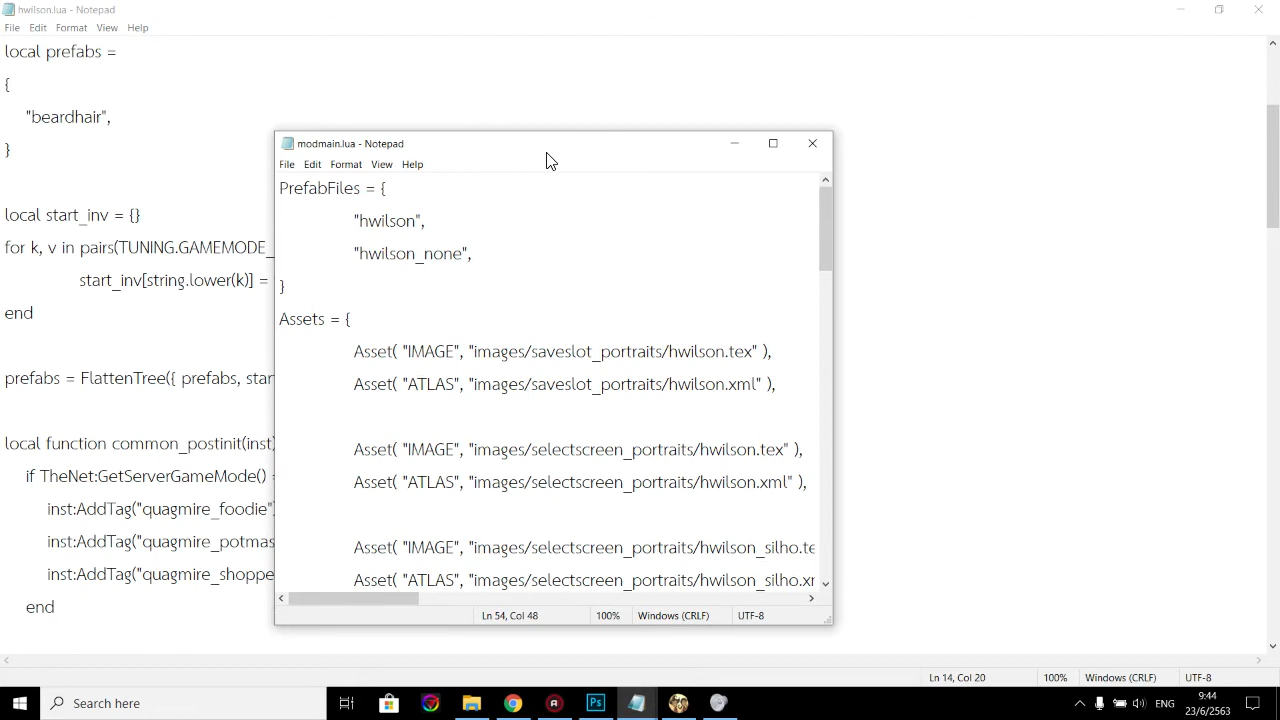 hwilson.lua - Notepad
File Edit Format View Help
local prefabs =
{
"beardhair",
}
local start_inv = {}
for k, v in pairs(TUNING.GAMEMODE_
start_inv[string.lower(k)] =
end
prefabs = FlattenTree({ prefabs, star
local function common_postinit(inst)
if TheNet:GetServerGameMode() =
inst:AddTag("quagmire_foodie")
inst:AddTag("quagmire_potmas
inst:AddTag("quagmire_shoppe
end
modmain.lua - Notepad
File Edit Format View Help
PrefabFiles = {
"hwilson",
"hwilson_none",
}
Assets = {
Asset( "IMAGE", "images/saveslot_portraits/hwilson.tex" ),
Asset( "ATLAS", "images/saveslot_portraits/hwilson.xml" ),
Asset( "IMAGE", "images/selectscreen_portraits/hwilson.tex" ),
Asset( "ATLAS", "images/selectscreen_portraits/hwilson.xml" ),
Asset( "IMAGE", "images/selectscreen_portraits/hwilson_silho.te
Asset( "ATLAS", "images/selectscreen_portraits/hwilson_silho.xm
Ln 54, Col 48 100% Windows (CRLF) UTF-8
Ln 14, Col 20 100% Windows (CRLF) UTF-8
Search here
Ps
ENG
9:44
23/6/2563